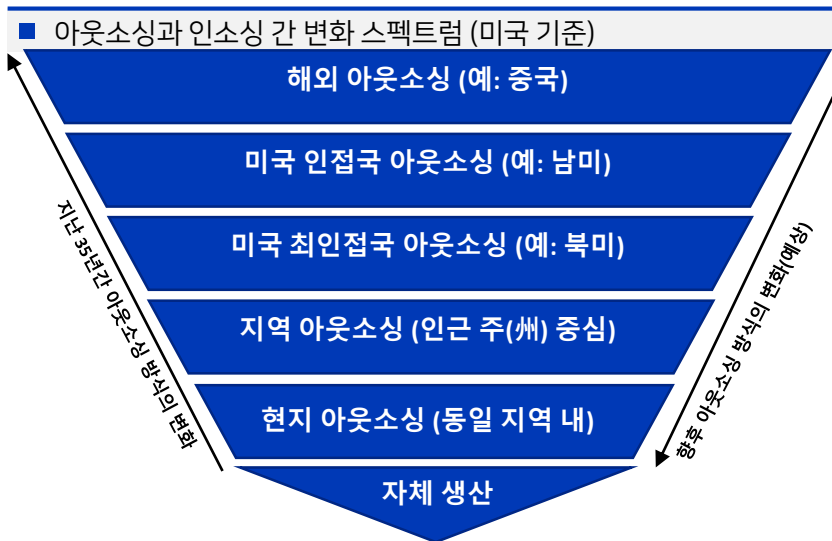 아웃소싱과 인소싱 간 변화 스펙트럼 (미국 기준)
해외 아웃소싱 (예: 중국)
미국 인접국 아웃소싱 (예: 남미)
미국 최인접국 아웃소싱 (예: 북미)
지역 아웃소싱 (인근 주(州) 중심)
현지 아웃소싱 (동일 지역 내)
자체 생산
지난 35년간 아웃소싱 방식의 변화
향후 아웃소싱 방식의 변화(예상)